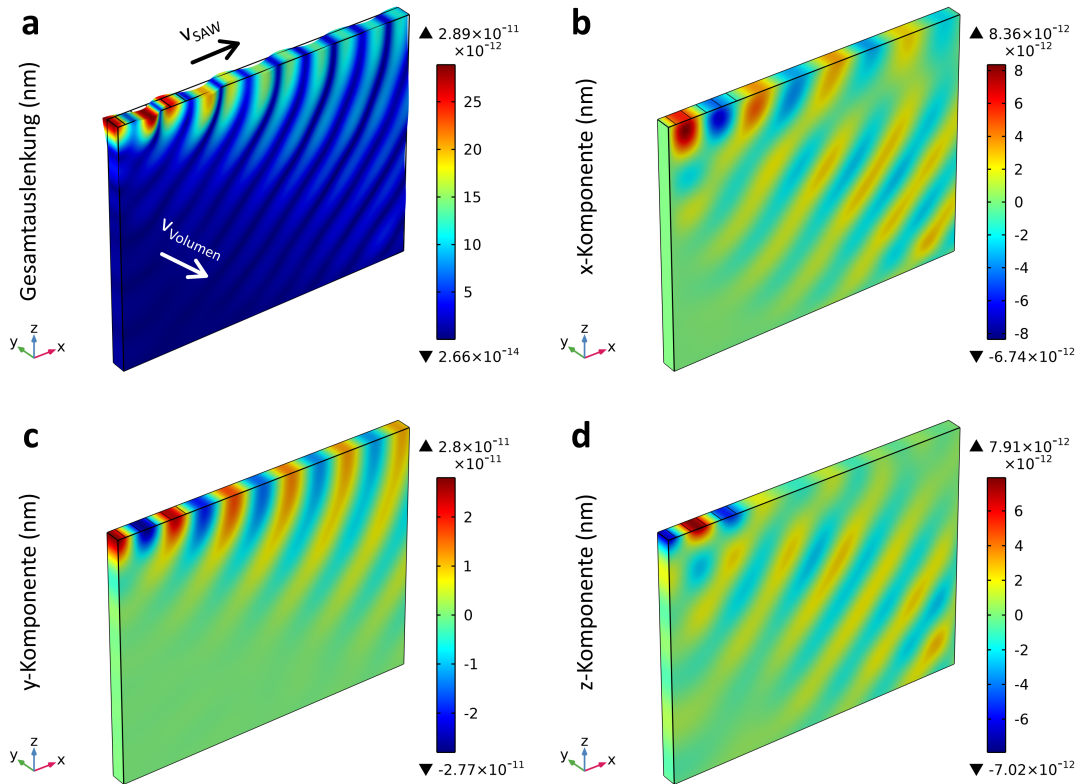 a
Gesamtauslenkung (nm)
vSAW
vVolumen
▲ 2.89×10⁻¹¹
×10⁻¹²
25
20
15
10
5
▼ 2.66×10⁻¹⁴
z
y
x
b
x-Komponente (nm)
▲ 8.36×10⁻¹²
×10⁻¹²
8
6
4
2
0
-2
-4
-6
-8
▼ -6.74×10⁻¹²
z
y
x
c
y-Komponente (nm)
▲ 2.8×10⁻¹¹
×10⁻¹¹
2
1
0
-1
-2
▼ -2.77×10⁻¹¹
z
y
x
d
z-Komponente (nm)
▲ 7.91×10⁻¹²
×10⁻¹²
6
4
2
0
-2
-4
-6
▼ -7.02×10⁻¹²
z
y
x